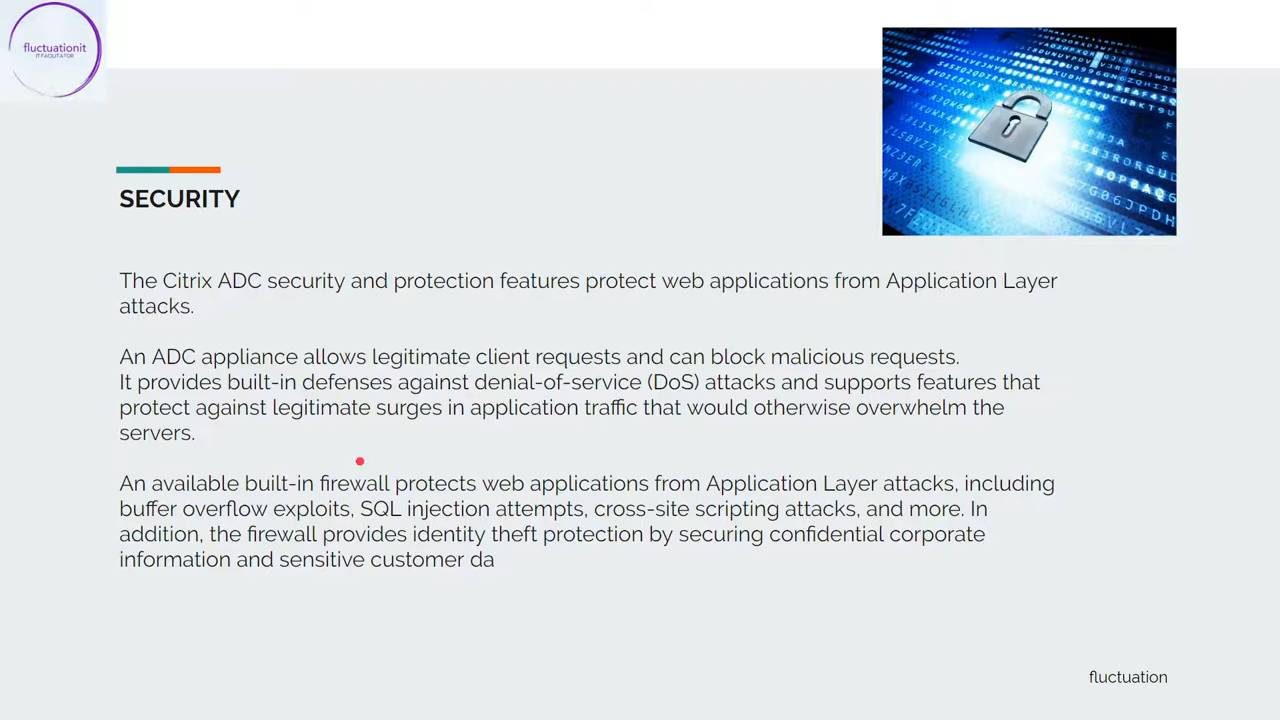 fluctuationit
IT FACILITATOR
SECURITY
The Citrix ADC security and protection features protect web applications from Application Layer
attacks.
An ADC appliance allows legitimate client requests and can block malicious requests.
It provides built-in defenses against denial-of-service (DoS) attacks and supports features that
protect against legitimate surges in application traffic that would otherwise overwhelm the
servers.
An available built-in firewall protects web applications from Application Layer attacks, including
buffer overflow exploits, SQL injection attempts, cross-site scripting attacks, and more. In
addition, the firewall provides identity theft protection by securing confidential corporate
information and sensitive customer da
fluctuation